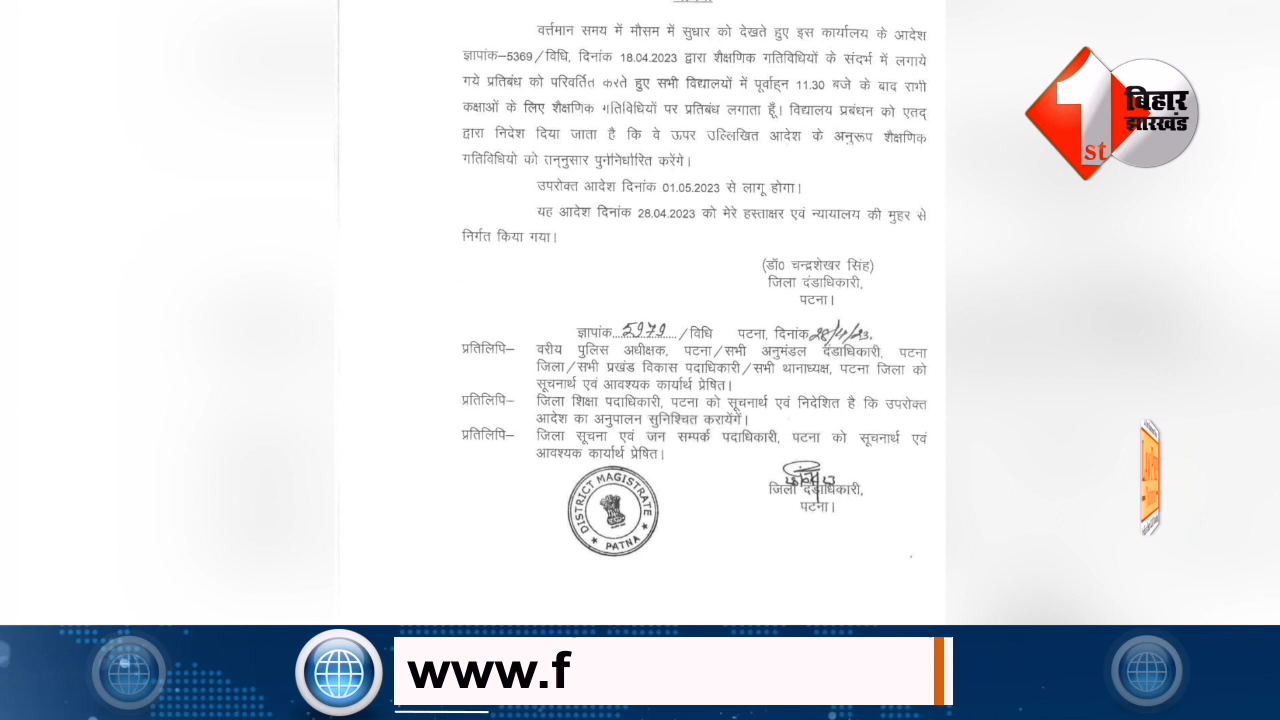 वर्त्तमान समय में मौसम में सुधार को देखते हुए इस कार्यालय के आदेश
ज्ञापांक–5369/विधि, दिनांक 18.04.2023 द्वारा शैक्षणिक गतिविधियों के संदर्भ में लगाये
गये प्रतिबंध को परिवर्तित करते हुए सभी विद्यालयों में पूर्वाहन 11.30 बजे के बाद सभी
कक्षाओं के लिए शैक्षणिक गतिविधियों पर प्रतिबंध लगाता हूँ। विद्यालय प्रबंधन को एतद्
द्वारा निदेश दिया जाता है कि वे ऊपर उल्लिखित आदेश के अनुरूप शैक्षणिक
गतिविधियो को तन्नुसार पुर्ननिर्धारित करेंगे।
उपरोक्त आदेश दिनांक 01.05.2023 से लागू होगा।
यह आदेश दिनांक 28.04.2023 को मेरे हस्ताक्षर एवं न्यायालय की मुहर से
निर्गत किया गया।
(डॉ० चन्द्रशेखर सिंह)
जिला दंडाधिकारी,
पटना।
ज्ञापांक 5979 /विधि पटना, दिनांक
प्रतिलिपि– वरीय पुलिस अधीक्षक, पटना/सभी अनुमंडल दंडाधिकारी, पटना
जिला/सभी प्रखंड विकास पदाधिकारी/सभी थानाध्यक्ष, पटना जिला को
सूचनार्थ एवं आवश्यक कार्यार्थ प्रेषित।
प्रतिलिपि– जिला शिक्षा पदाधिकारी, पटना को सूचनार्थ एवं निदेशित है कि उपरोक्त
आदेश का अनुपालन सुनिश्चित करायेंगें।
प्रतिलिपि– जिला सूचना एवं जन सम्पर्क पदाधिकारी, पटना को सूचनार्थ एवं
आवश्यक कार्यार्थ प्रेषित।
जिला दंडाधिकारी,
पटना।
DISTRICT MAGISTRATE
PATNA
1st
बिहार
झारखंड
www.f